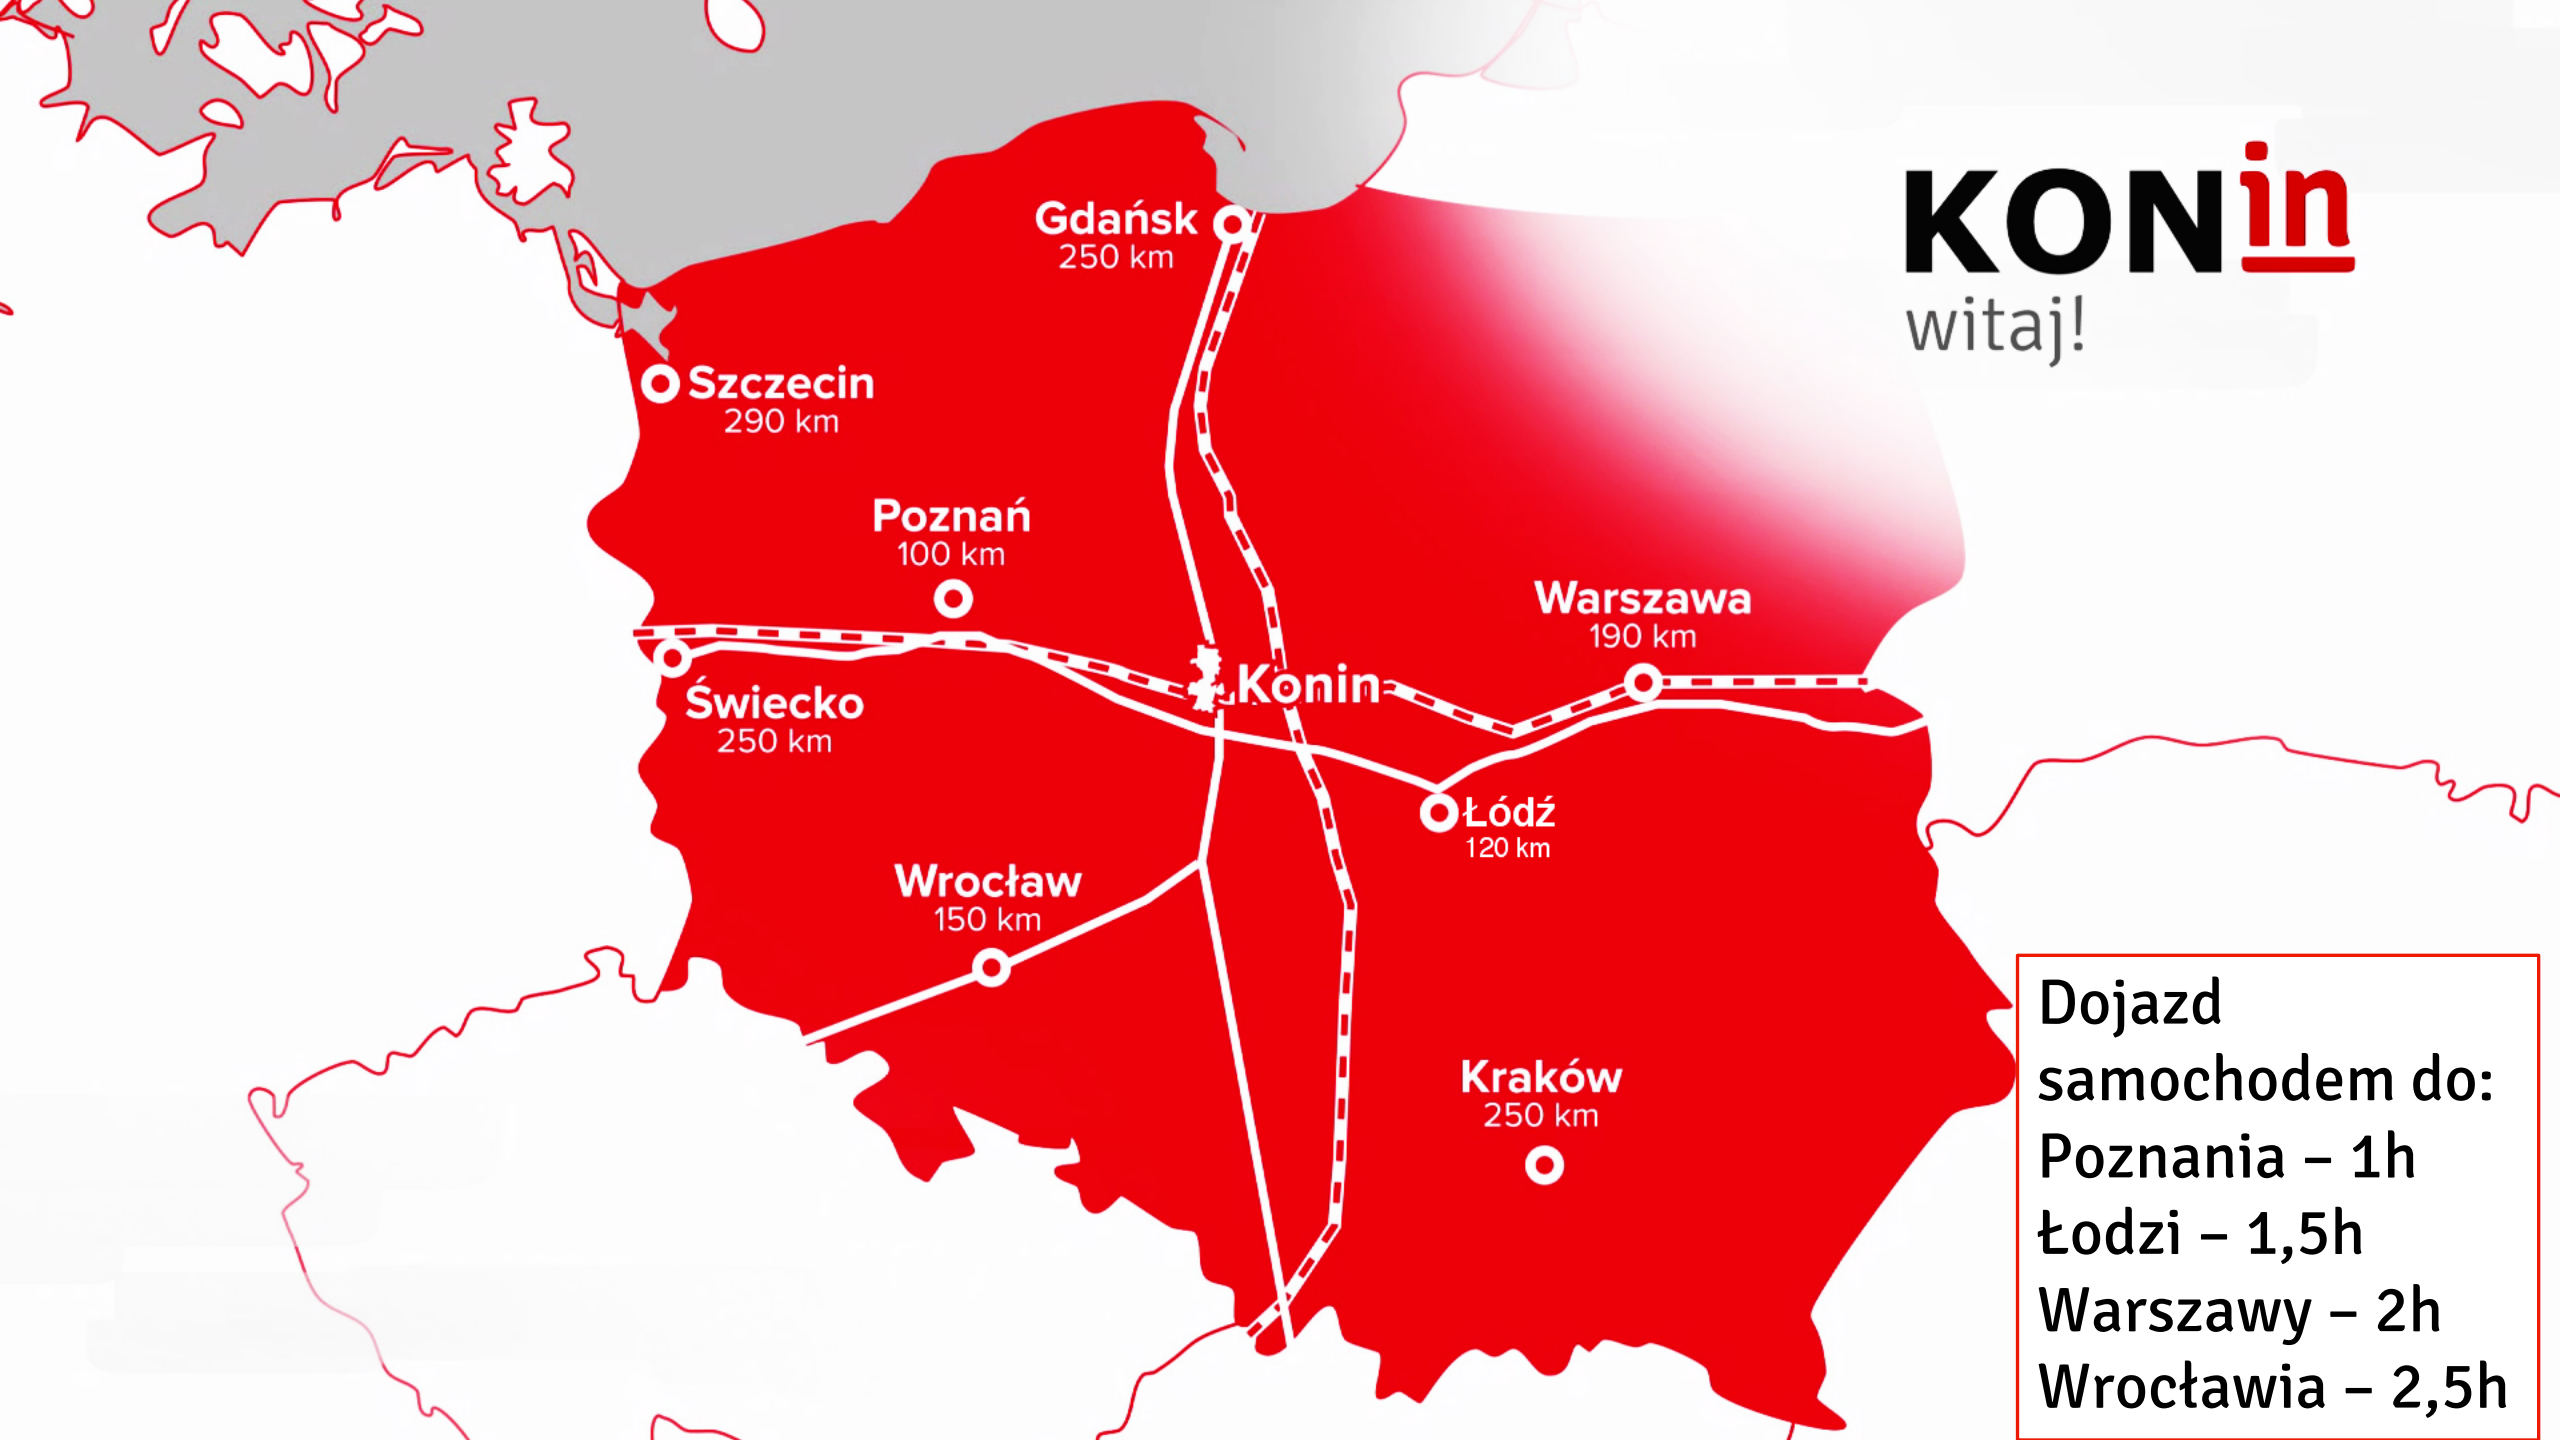 KONin
witaj!
Gdańsk
250 km
Szczecin
290 km
Poznań
100 km
Warszawa
190 km
Konin
Świecko
250 km
Łódź
120 km
Wrocław
150 km
Kraków
250 km
Dojazd
samochodem do:
Poznania – 1h
Łodzi – 1,5h
Warszawy – 2h
Wrocławia – 2,5h